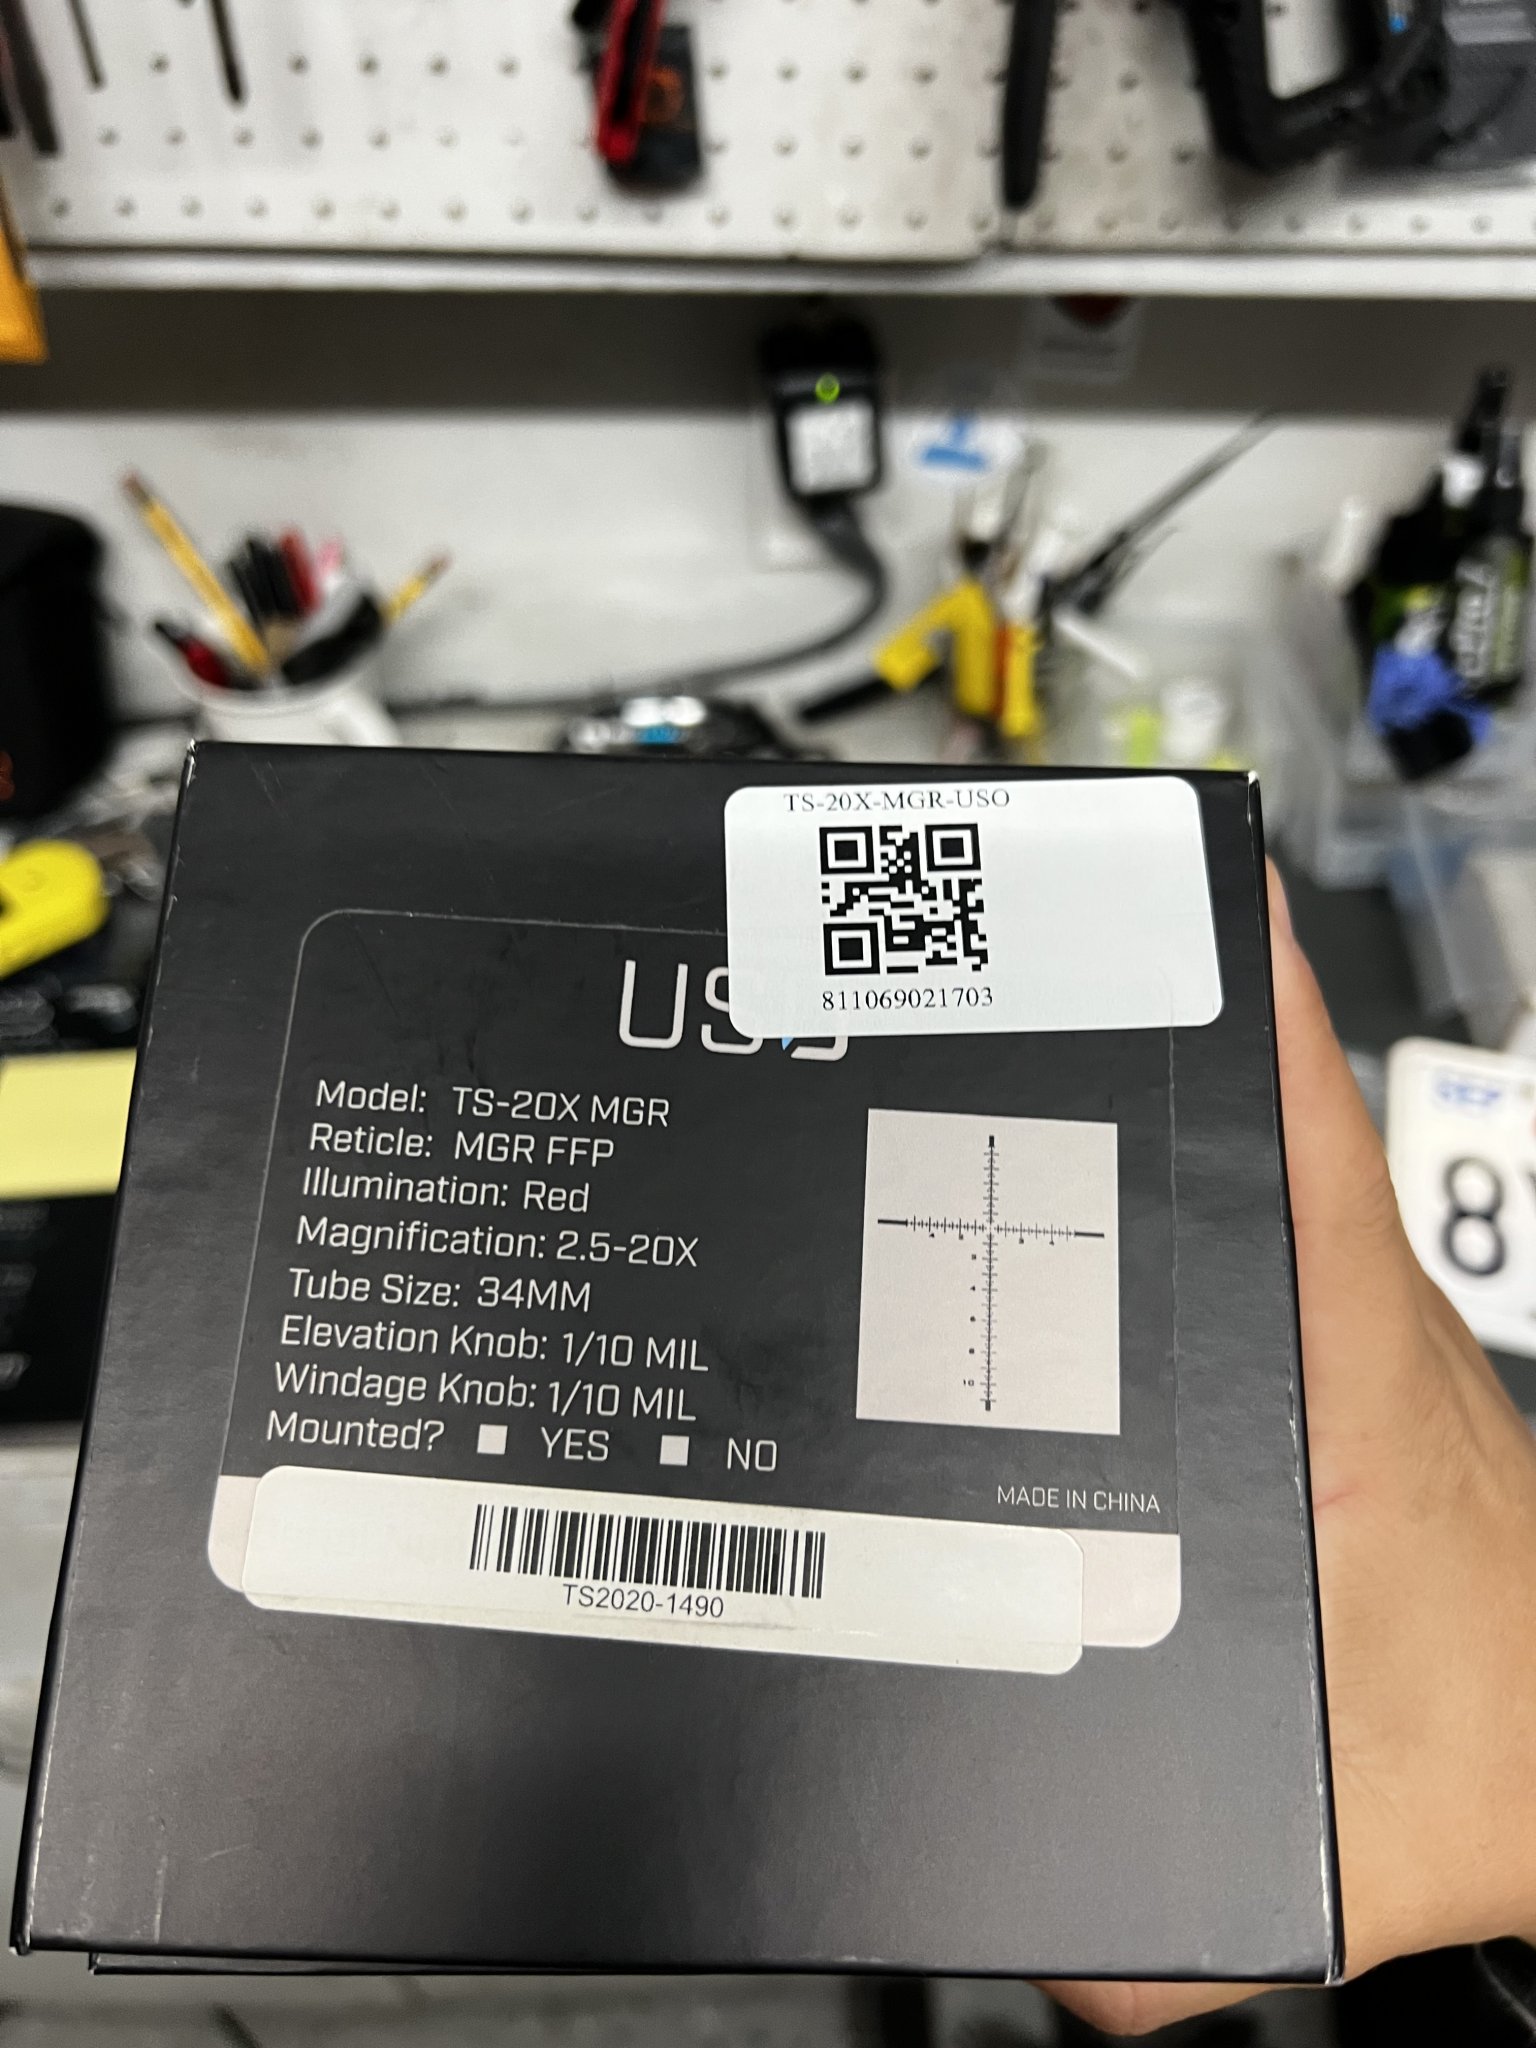 TS-20X-MGR-USO
811069021703
US
Model: TS-20X MGR
Reticle: MGR FFP
Illumination: Red
Magnification: 2.5-20X
Tube Size: 34MM
Elevation Knob: 1/10 MIL
Windage Knob: 1/10 MIL
Mounted? YES NO
10
MADE IN CHINA
TS2020-1490
8